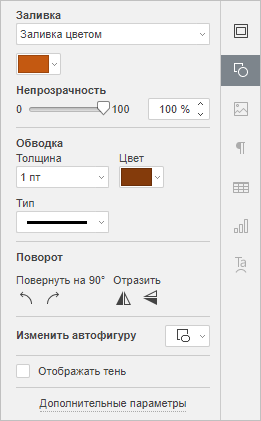 Заливка
Заливка цветом
Непрозрачность
0 100 100 %
Обводка
Толщина Цвет
1 пт
Тип
Поворот
Повернуть на 90° Отразить
Изменить автофигуру
Отображать тень
Дополнительные параметры
Ta